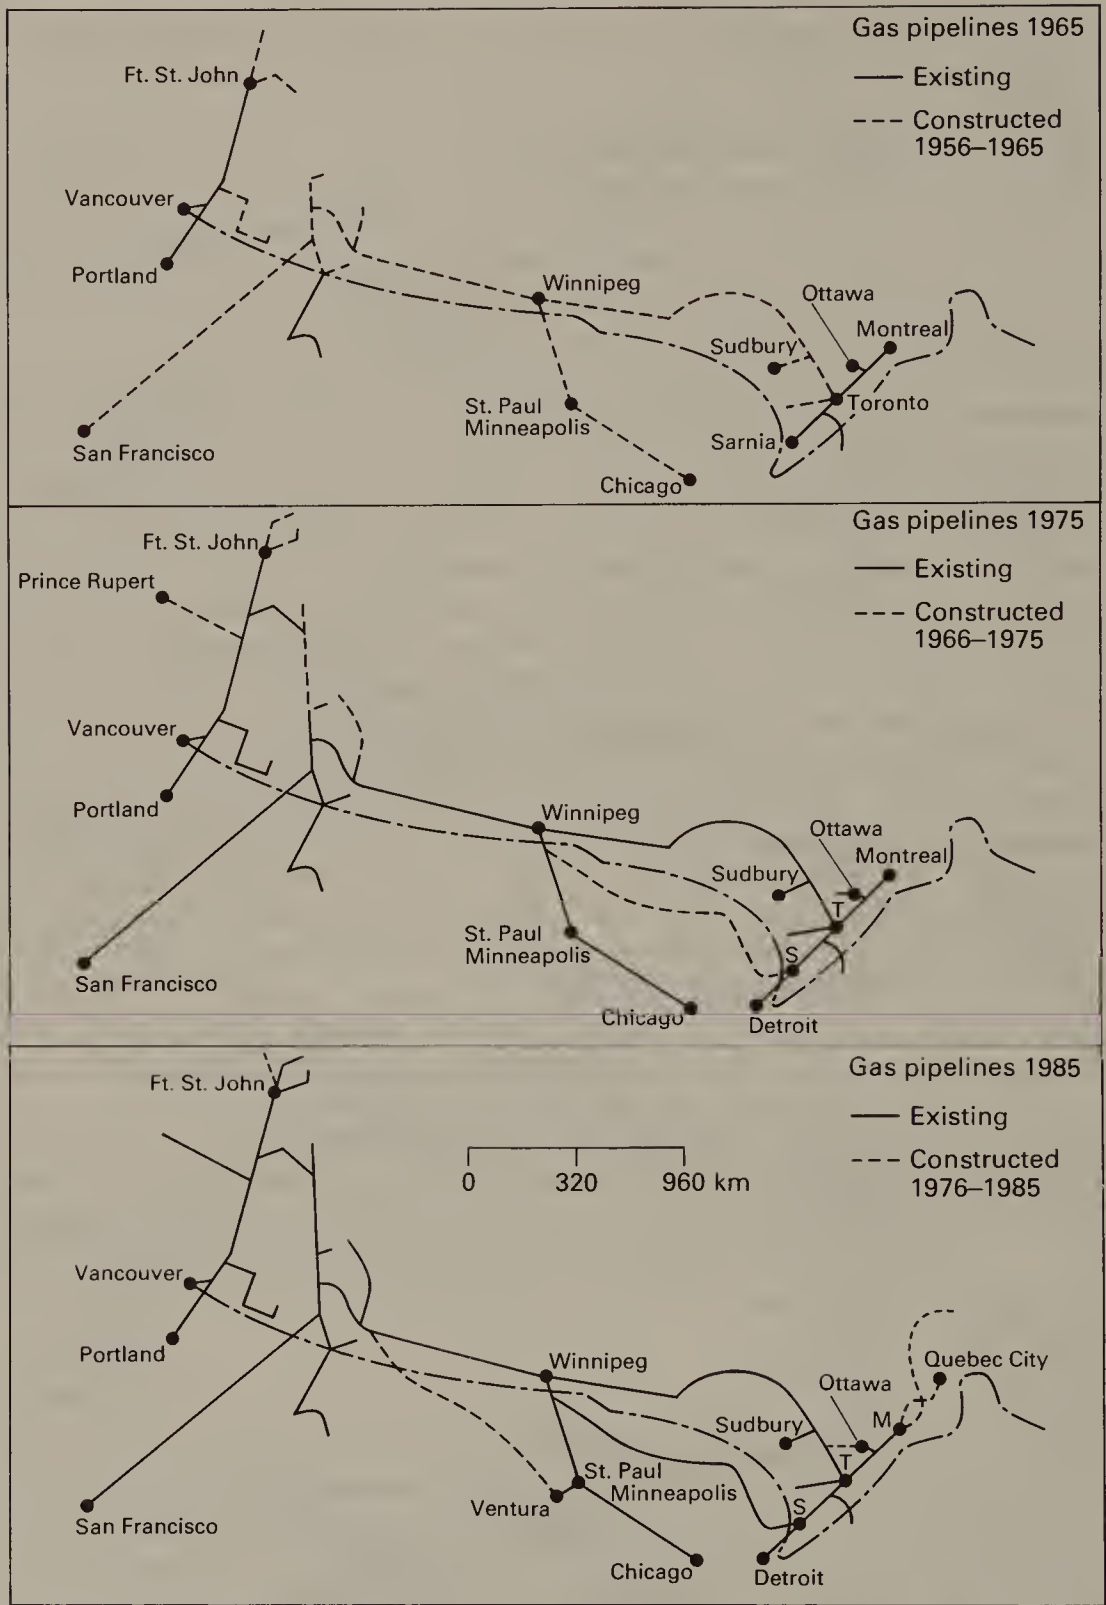 Gas pipelines 1965
Existing
Constructed
1956–1965
Ft. St. John
Vancouver
Portland
Winnipeg
Ottawa
Montreal
Sudbury
St. Paul
Minneapolis
Toronto
Sarnia
San Francisco
Chicago
Gas pipelines 1975
Existing
Constructed
1966–1975
Ft. St. John
Prince Rupert
Vancouver
Portland
Winnipeg
Ottawa
Montreal
Sudbury
T
St. Paul
Minneapolis
S
San Francisco
Chicago
Detroit
Gas pipelines 1985
Existing
Constructed
1976–1985
Ft. St. John
0 320 960 km
Vancouver
Portland
Winnipeg
Quebec City
Ottawa
M
Sudbury
T
St. Paul
Minneapolis
Ventura
S
San Francisco
Chicago
Detroit